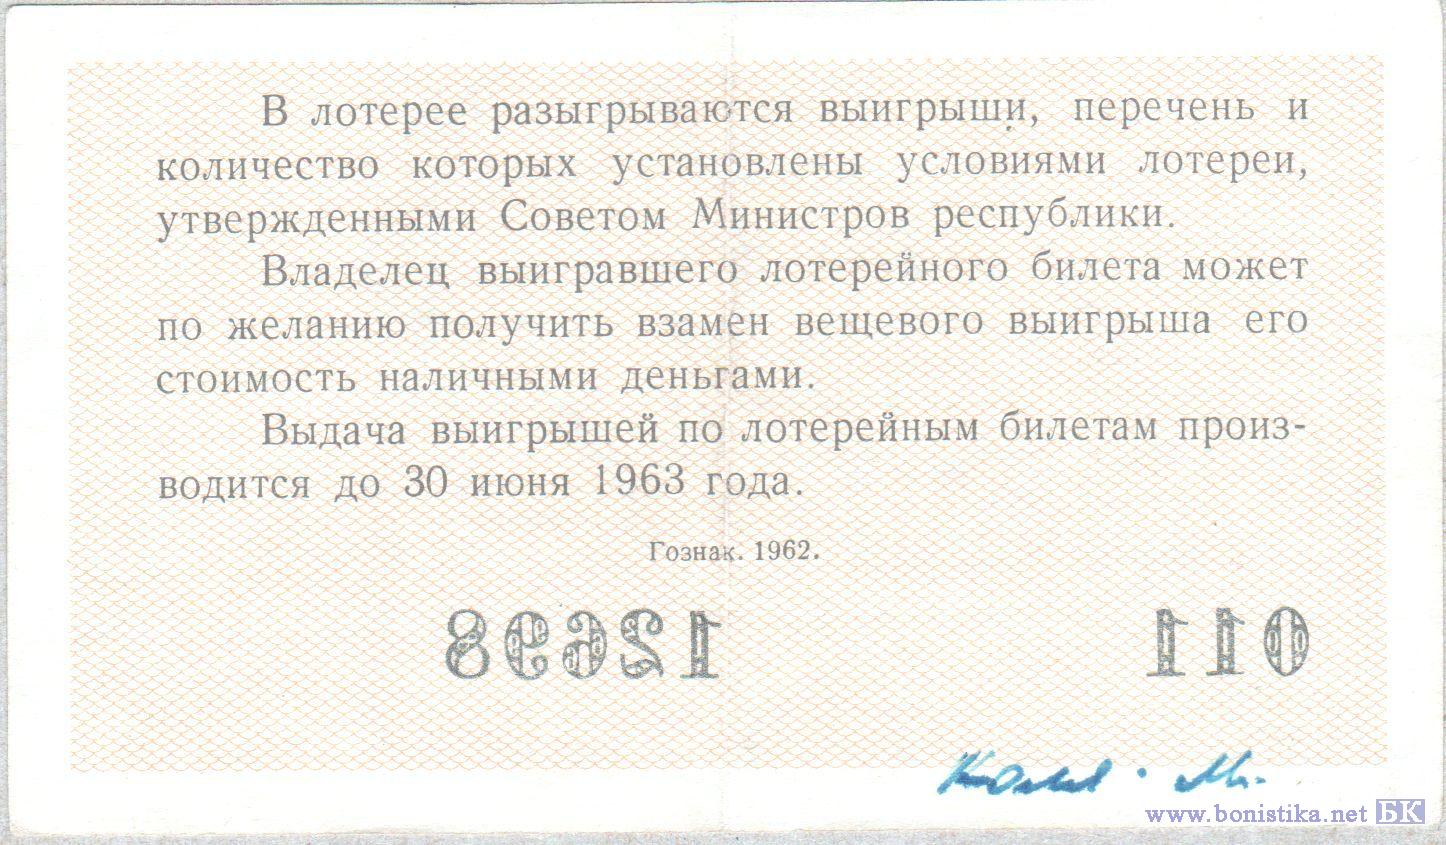 В лотерее разыгрываются выигрыши, перечень и
количество которых установлены условиями лотереи,
утвержденными Советом Министров республики.
Владелец выигравшего лотерейного билета может
по желанию получить взамен вещевого выигрыша его
стоимость наличными деньгами.
Выдача выигрышей по лотерейным билетам произ-
водится до 30 июня 1963 года.
Гознак. 1962.
011 12698
www.bonistika.net БК